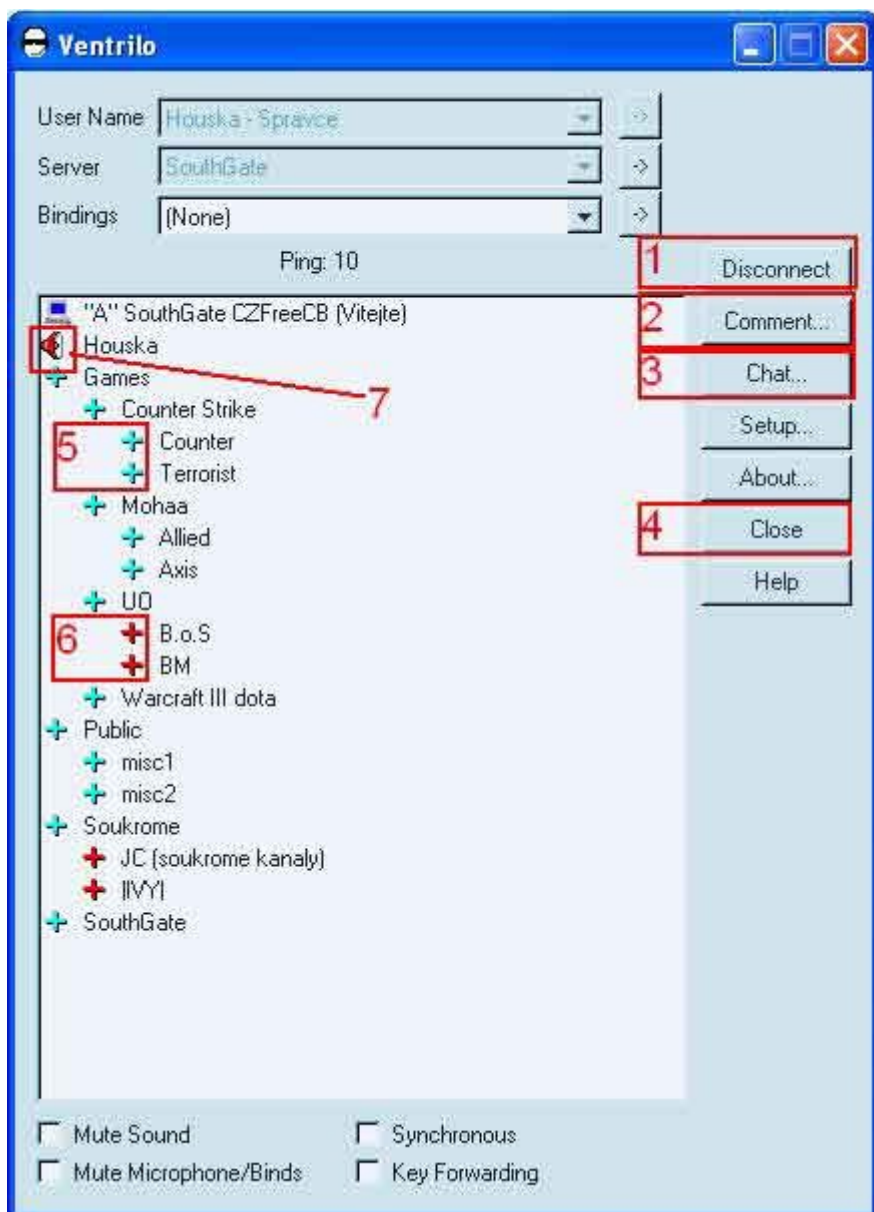 Ventrilo
User Name Houska - Spravce
Server SouthGate
Bindings (None)
Ping: 10
1 Disconnect
"A" SouthGate CZFreeCB (Vitejte)
2 Comment...
Houska
3 Chat...
Games
7
Counter Strike
Setup...
5 Counter
Terrorist
About...
Mohaa
4 Close
Allied
Axis
Help
UO
6 B.o.S
BM
Warcraft III dota
Public
misc1
misc2
Soukrome
JC (soukrome kanaly)
|IVY|
SouthGate
Mute Sound Synchronous
Mute Microphone/Binds Key Forwarding